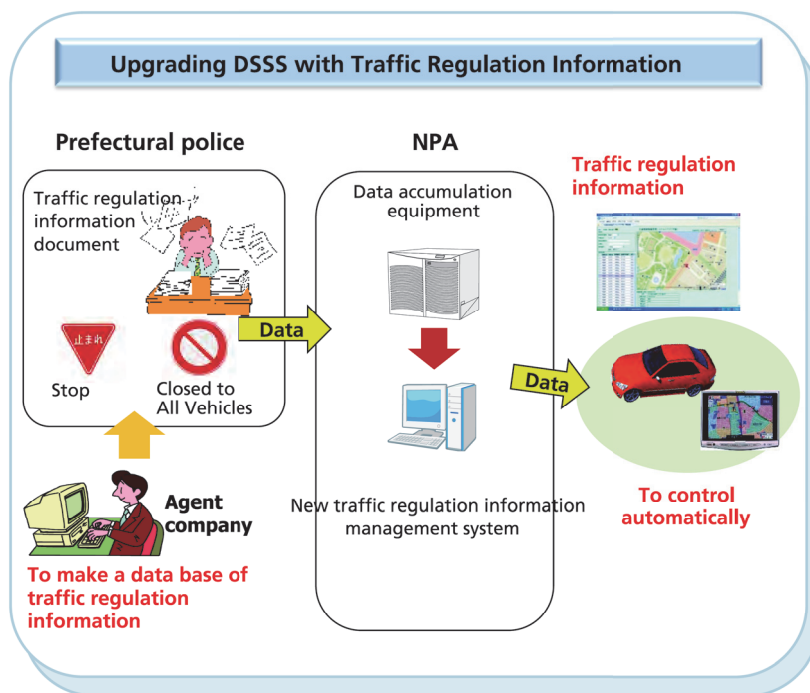 Upgrading DSSS with Traffic Regulation Information
Prefectural police
Traffic regulation
information
document
止まれ
Stop
Closed to
All Vehicles
Agent
company
To make a data base of
traffic regulation
information
Data
NPA
Data accumulation
equipment
New traffic regulation information
management system
Data
Traffic regulation
information
To control
automatically